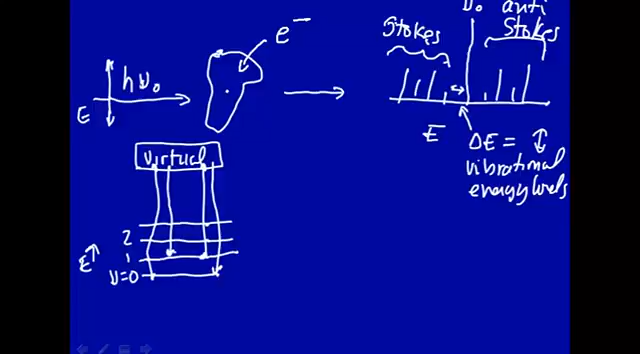 ν₀ anti
Stokes Stokes
e⁻
hν₀
E
E ΔE = ↕
vibrational
energy levels
virtual
2
1
E↑
ν=0